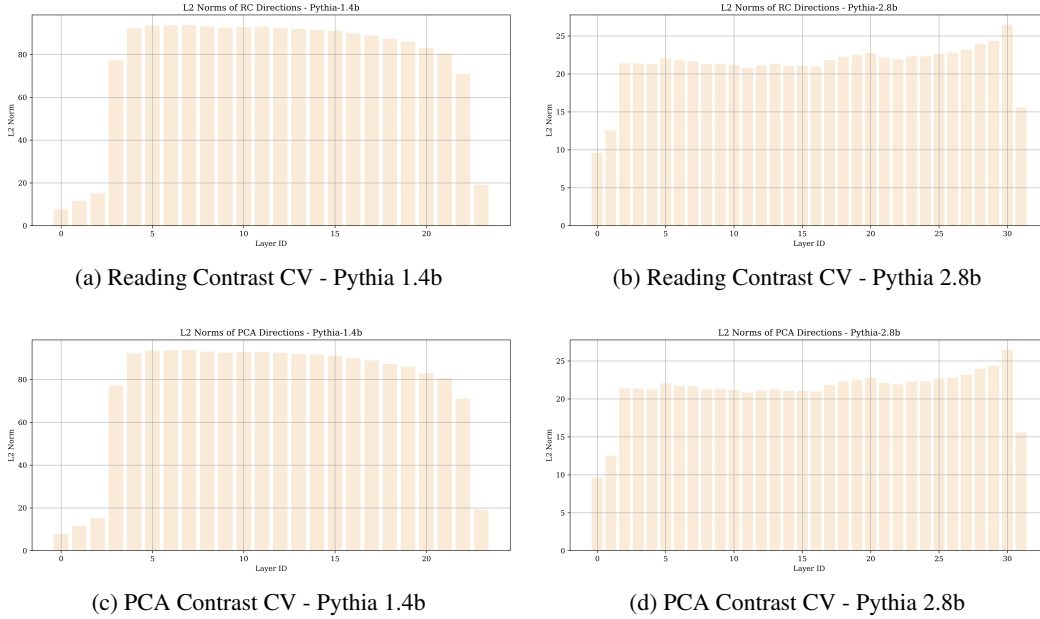 L2 Norms of RC Directions - Pythia-1.4b
80
60
40
20
0
L2 Norm
0 5 10 15 20
Layer ID
(a) Reading Contrast CV - Pythia 1.4b
L2 Norms of RC Directions - Pythia-2.8b
25
20
15
10
5
0
L2 Norm
0 5 10 15 20 25 30
Layer ID
(b) Reading Contrast CV - Pythia 2.8b
L2 Norms of PCA Directions - Pythia-1.4b
80
60
40
20
0
L2 Norm
0 5 10 15 20
Layer ID
(c) PCA Contrast CV - Pythia 1.4b
L2 Norms of PCA Directions - Pythia-2.8b
25
20
15
10
5
0
L2 Norm
0 5 10 15 20 25 30
Layer ID
(d) PCA Contrast CV - Pythia 2.8b